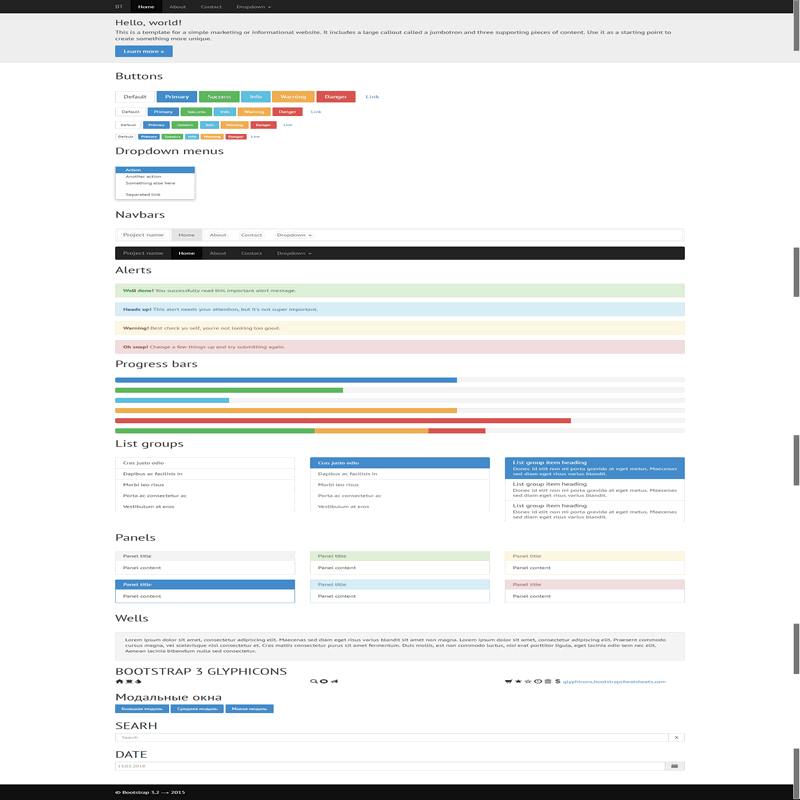 BT Home About Contact Dropdown
Hello, world!
This is a template for a simple marketing or informational website. It includes a large callout called a jumbotron and three supporting pieces of content. Use it as a starting point to
create something more unique.
Learn more »
Buttons
Default Primary Success Info Warning Danger Link
Default Primary Success Info Warning Danger Link
Default Primary Success Info Warning Danger Link
Default Primary Success Info Warning Danger Link
Dropdown menus
Action
Another action
Something else here
Separated link
Navbars
Project name Home About Contact Dropdown
Project name Home About Contact Dropdown
Alerts
Well done! You successfully read this important alert message.
Heads up! This alert needs your attention, but it's not super important.
Warning! Best check yo self, you're not looking too good.
Oh snap! Change a few things up and try submitting again.
Progress bars
List groups
Cras justo odio
Dapibus ac facilisis in
Morbi leo risus
Porta ac consectetur ac
Vestibulum at eros
Cras justo odio
Dapibus ac facilisis in
Morbi leo risus
Porta ac consectetur ac
Vestibulum at eros
List group item heading
Donec id elit non mi porta gravida at eget metus. Maecenas
sed diam eget risus varius blandit.
List group item heading
Donec id elit non mi porta gravida at eget metus. Maecenas
sed diam eget risus varius blandit.
List group item heading
Donec id elit non mi porta gravida at eget metus. Maecenas
sed diam eget risus varius blandit.
Panels
Panel title Panel title Panel title
Panel content Panel content Panel content
Panel title Panel title Panel title
Panel content Panel content Panel content
Wells
Lorem ipsum dolor sit amet, consectetur adipiscing elit. Maecenas sed diam eget risus varius blandit sit amet non magna. Lorem ipsum dolor sit amet, consectetur adipiscing elit. Praesent commodo
cursus magna, vel scelerisque nisl consectetur et. Cras mattis consectetur purus sit amet fermentum. Duis mollis, est non commodo luctus, nisi erat porttitor ligula, eget lacinia odio sem nec elit.
Aenean lacinia bibendum nulla sed consectetur.
BOOTSTRAP 3 GLYPHICONS
glyphicons.bootstrapcheatsheets.com
Модальные окна
Большая модаль Средняя модаль Малая модаль
SEARH
Search
DATE
13.03.2018
© Bootstrap 3.2 — 2015